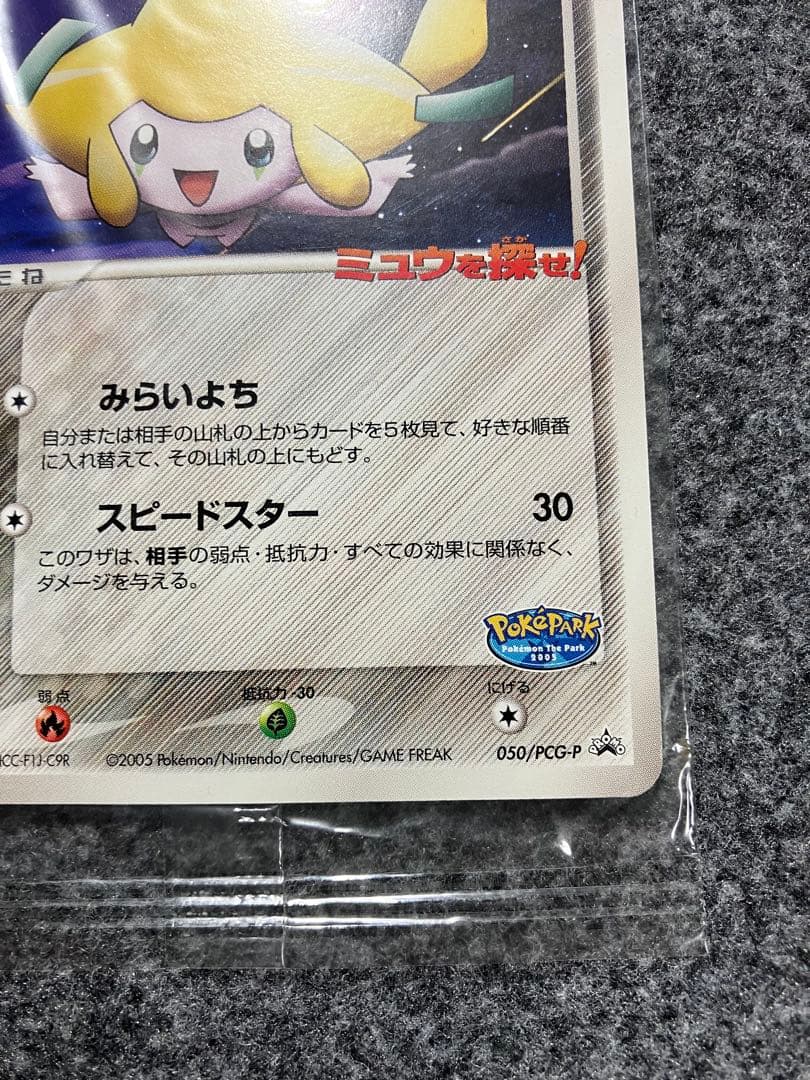 さが
ミュウを探せ!
たね
みらいよち
自分または相手の山札の上からカードを5枚見て、好きな順番
に入れ替えて、その山札の上にもどす。
スピードスター 30
このワザは、相手の弱点・抵抗力・すべての効果に関係なく、
ダメージを与える。
POKéPARK
Pokémon The Park
2005
™
弱点 抵抗力 -30 にげる
©2005 Pokémon/Nintendo/Creatures/GAME FREAK 050/PCG-P